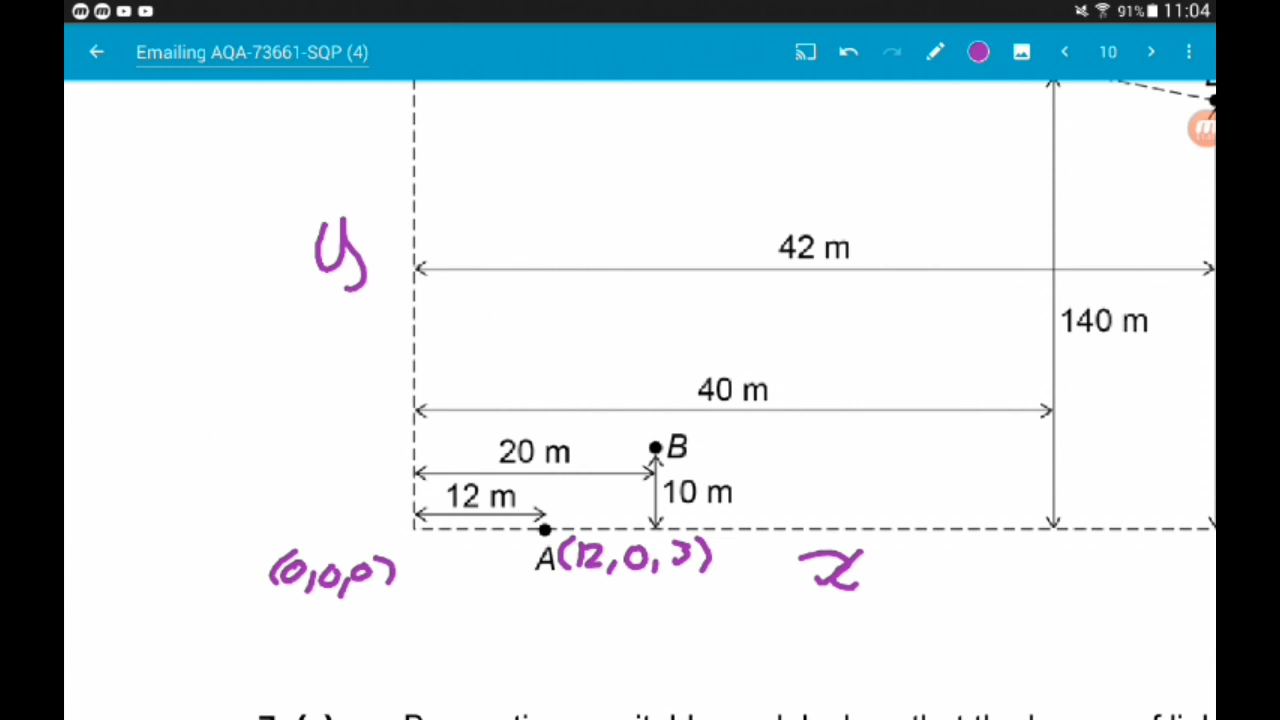 91% 11:04
Emailing AQA-73661-SQP (4)
10
y
42 m
140 m
40 m
20 m
B
12 m
10 m
A(12, 0, 3)
(0,0,0)
x